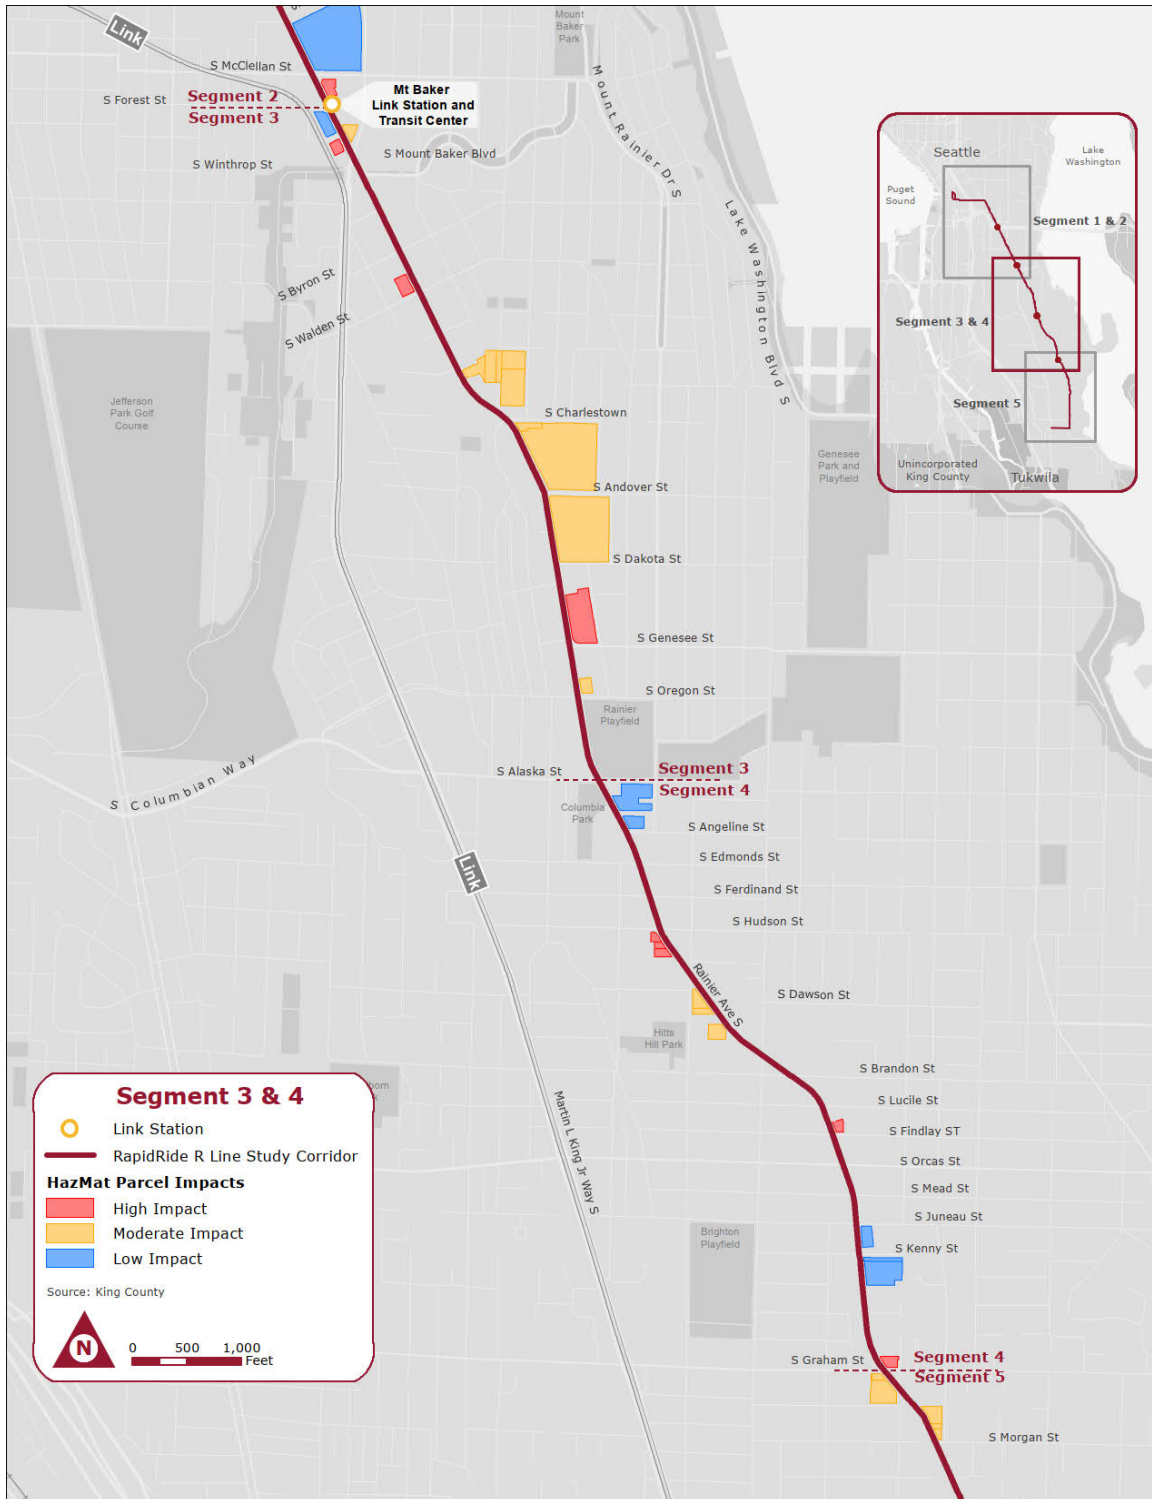 Link
Mount
Baker
Park
S McClellan St
S Forest St
Segment 2
Segment 3
Mt Baker
Link Station and
Transit Center
S Winthrop St
S Mount Baker Blvd
Mount Rainier Dr S
Lake Washington Blvd S
Seattle
Lake
Washington
Puget
Sound
Segment 1 & 2
Segment 3 & 4
Segment 5
Unincorporated
King County
Tukwila
S Byron St
S Walden St
Jefferson
Park Golf
Course
S Charlestown
Genesee
Park and
Playfield
S Andover St
S Dakota St
S Genesee St
S Oregon St
Rainier
Playfield
S Columbian Way
S Alaska St
Segment 3
Segment 4
Columbia
Park
S Angeline St
S Edmonds St
Link
S Ferdinand St
S Hudson St
Rainier Ave S
S Dawson St
Hitts
Hill Park
S Brandon St
S Lucile St
Martin L King Jr Way S
S Findlay ST
S Orcas St
S Mead St
S Juneau St
Brighton
Playfield
S Kenny St
S Graham St
Segment 4
Segment 5
S Morgan St
Segment 3 & 4
Link Station
RapidRide R Line Study Corridor
HazMat Parcel Impacts
High Impact
Moderate Impact
Low Impact
Source: King County
N
0 500 1,000
Feet